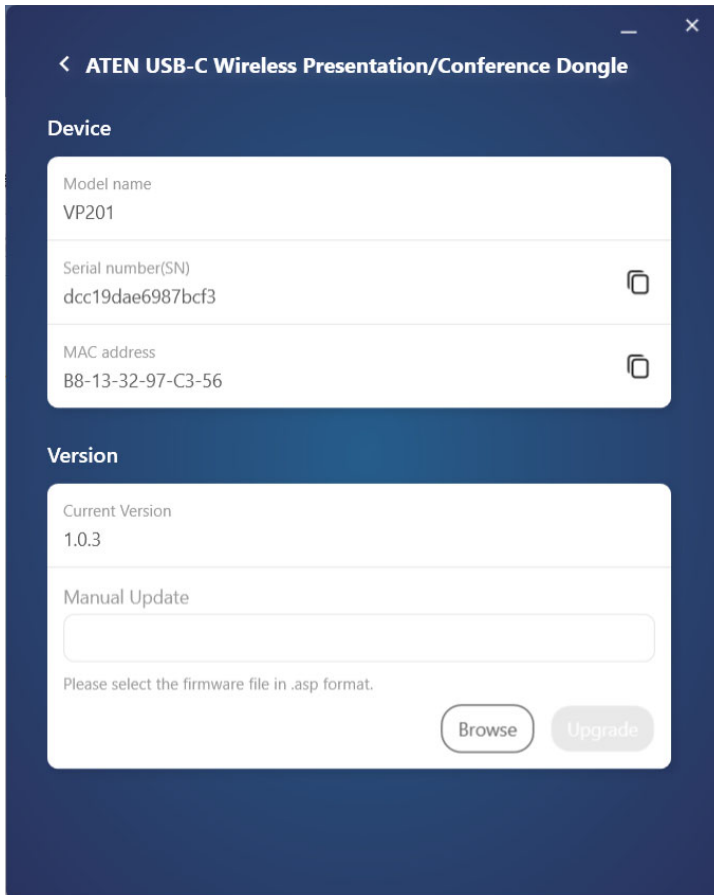 ATEN USB-C Wireless Presentation/Conference Dongle
Device
Model name
VP201
Serial number(SN)
dcc19dae6987bcf3
MAC address
B8-13-32-97-C3-56
Version
Current Version
1.0.3
Manual Update
Please select the firmware file in .asp format.
Browse
Upgrade